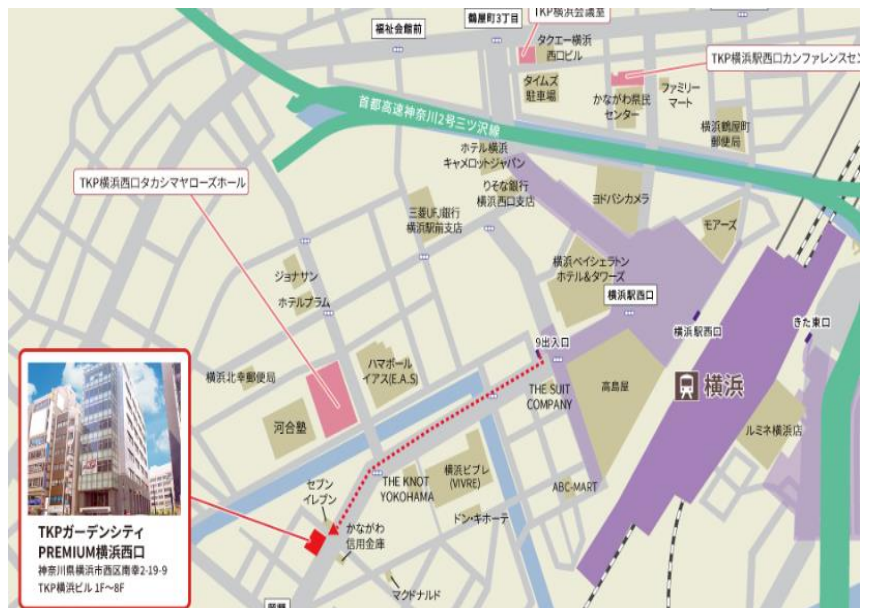 福祉会館前
鶴屋町3丁目
TKP横浜会議室
タクエー横浜
西口ビル
TKP横浜駅西口カンファレンスセン
タイムズ
駐車場
かながわ県民
センター
ファミリー
マート
横浜鶴屋町
郵便局
首都高速神奈川2号三ツ沢線
ホテル横浜
キャメロットジャパン
りそな銀行
横浜西口支店
ヨドバシカメラ
モアーズ
TKP横浜西口タカシマヤローズホール
三菱UFJ銀行
横浜駅前支店
横浜ベイシェラトン
ホテル&タワーズ
横浜駅西口
ジョナサン
ホテルプラム
9出入口
横浜駅西口
きた東口
横浜北幸郵便局
ハマボール
イアス(E.A.S)
THE SUIT
COMPANY
高島屋
横浜
河合塾
ルミネ横浜店
セブン
イレブン
THE KNOT
YOKOHAMA
横浜ビブレ
(VIVRE)
ABC-MART
かながわ
信用金庫
ドン・キホーテ
マクドナルド
TKPガーデンシティ
PREMIUM横浜西口
神奈川県横浜市西区南幸2-19-9
TKP横浜ビル 1F〜8F